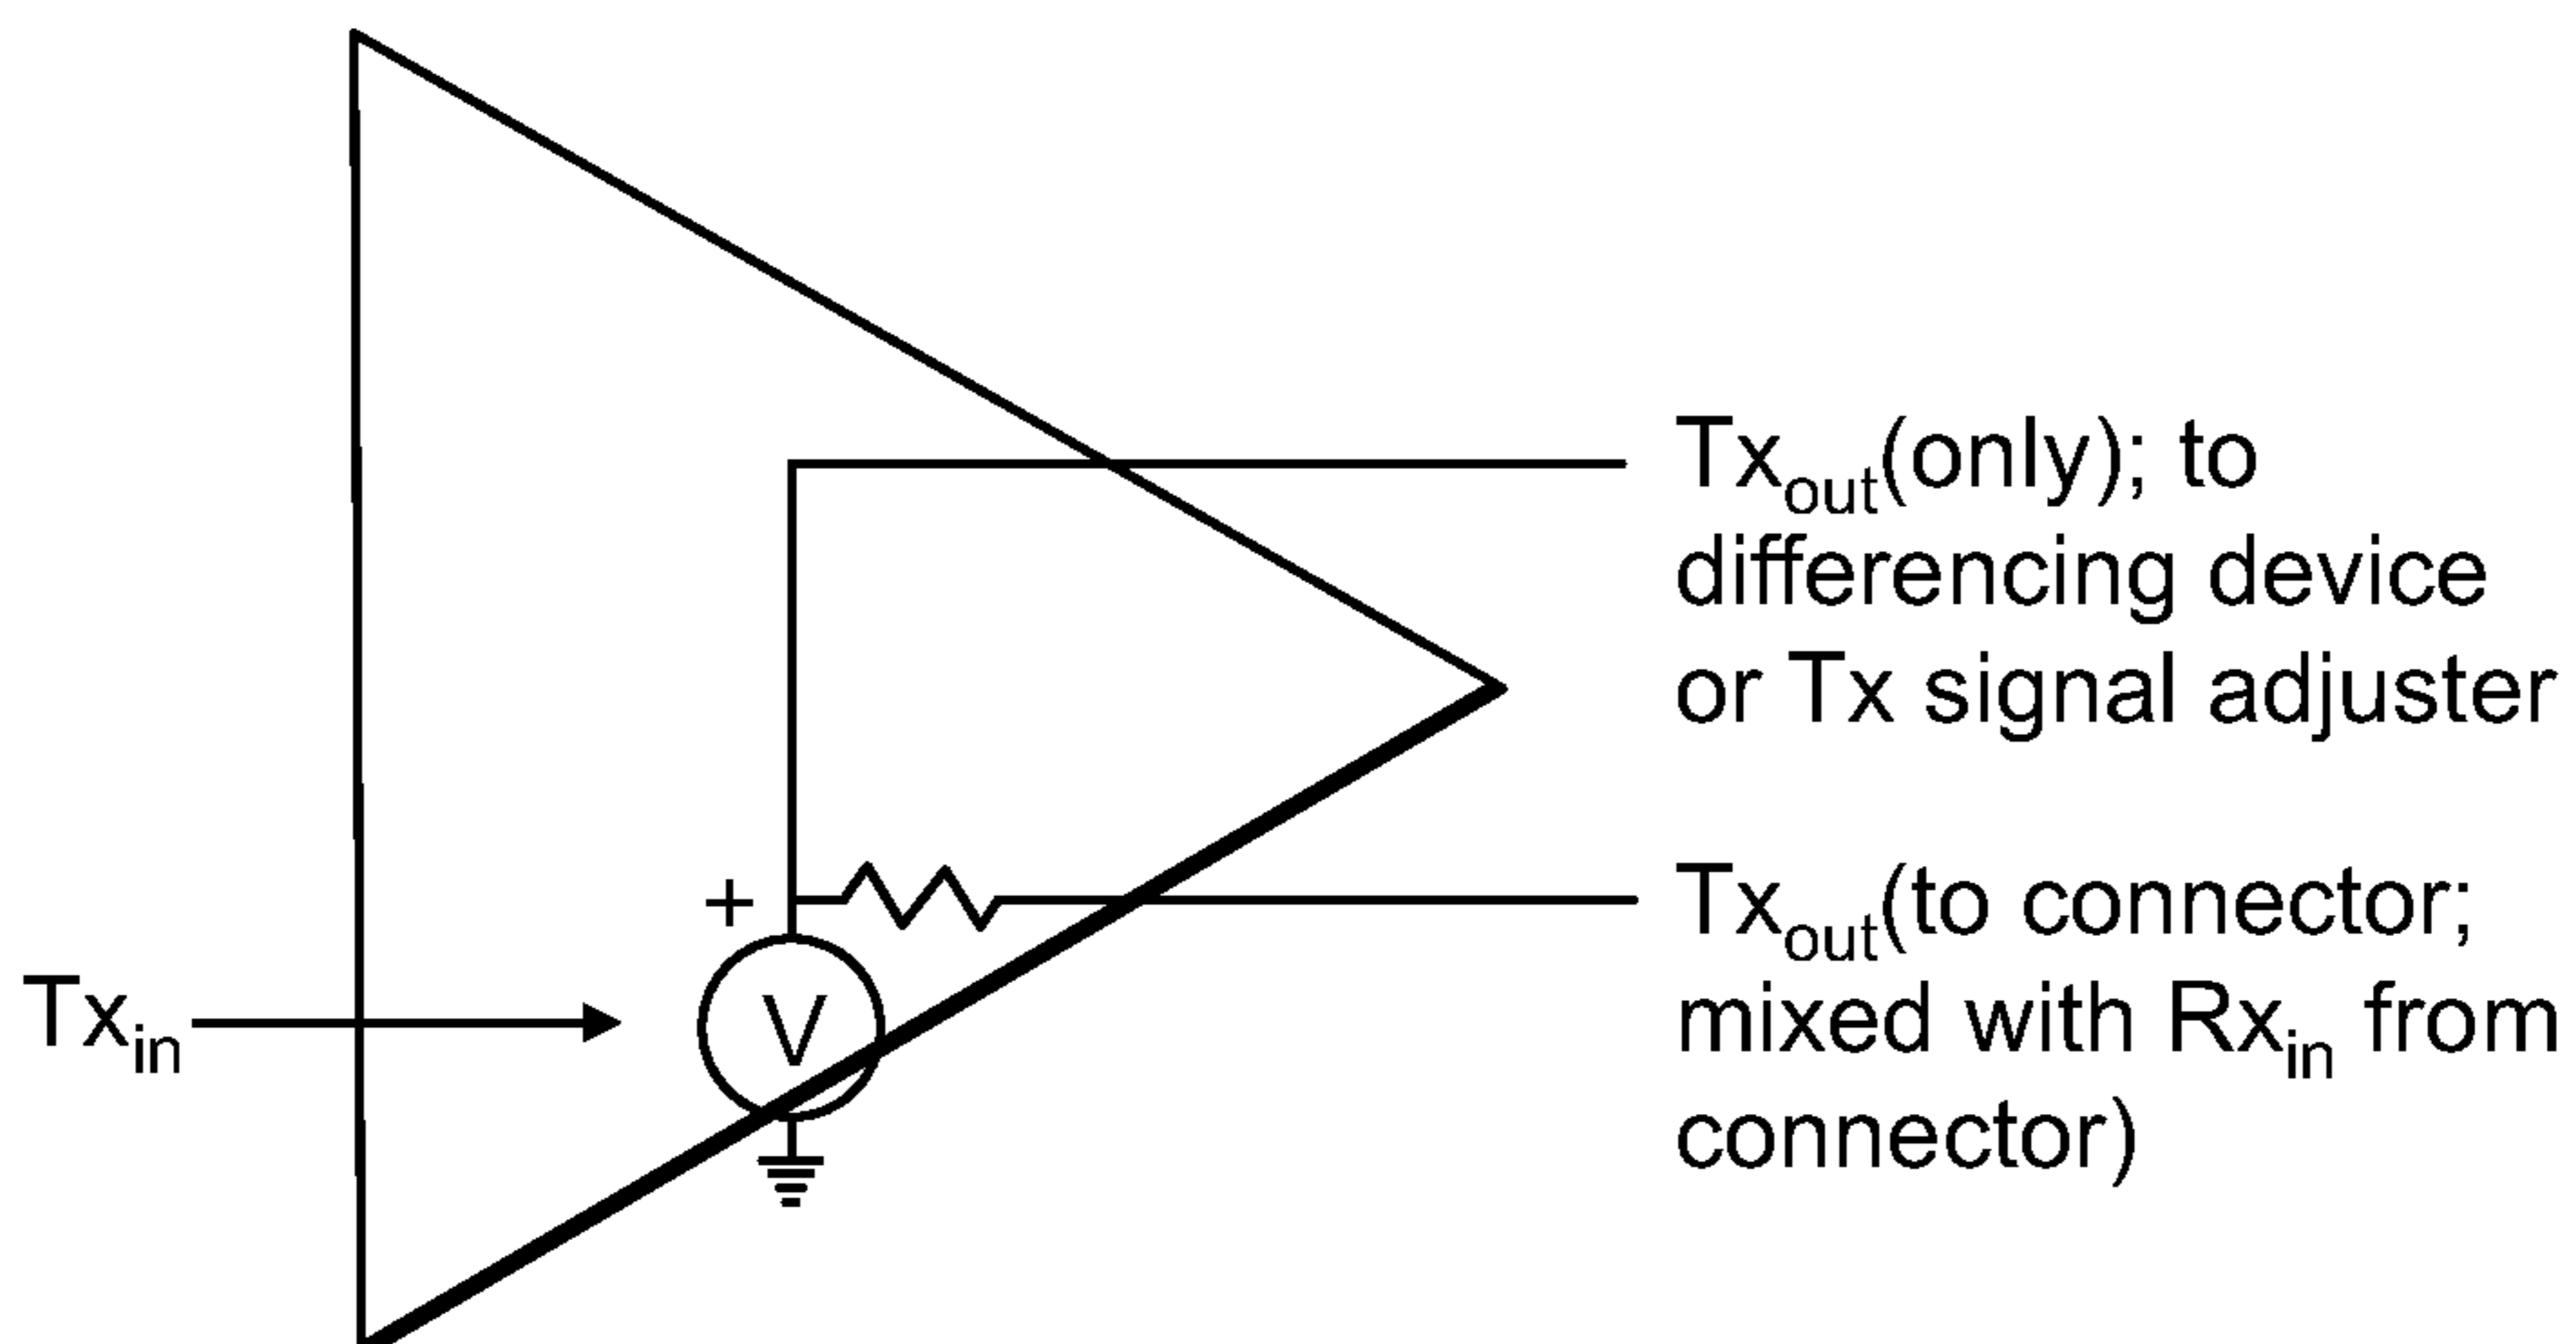 Tx_out(only); to
differencing device
or Tx signal adjuster
+
Tx_out(to connector;
mixed with Rx_in from
connector)
Tx_in
V